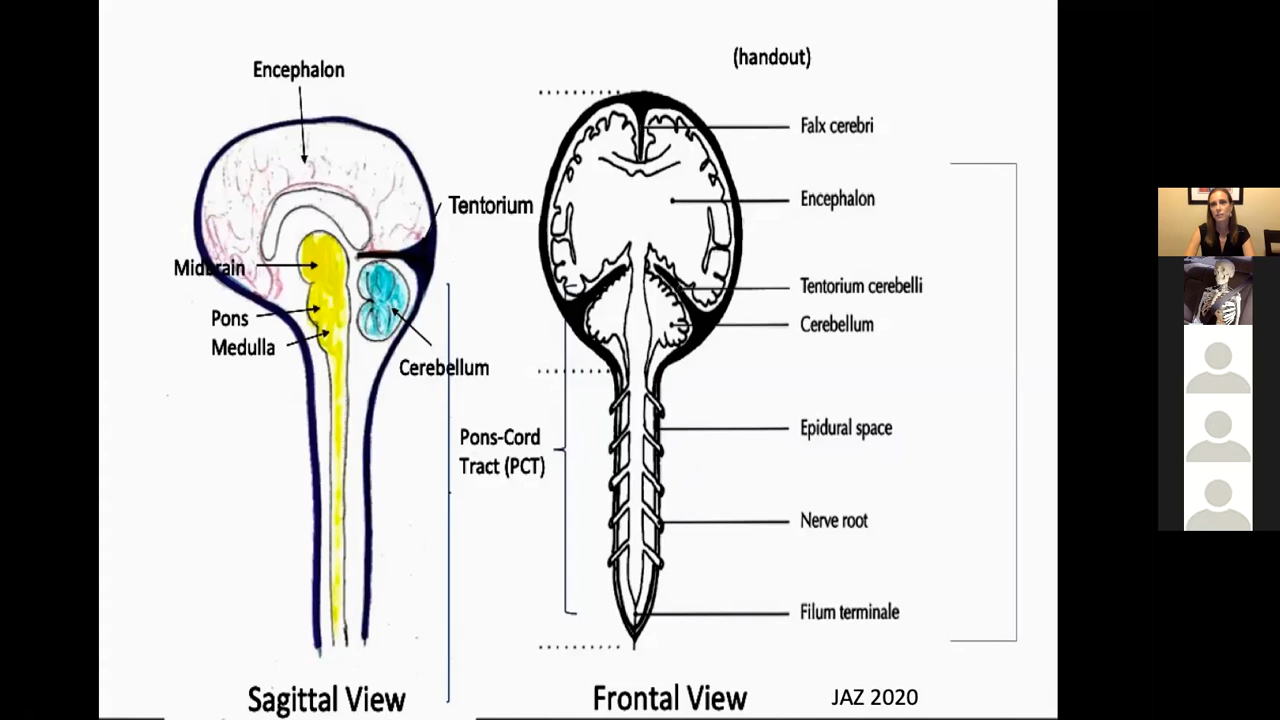 (handout)
Encephalon
Falx cerebri
Encephalon
Tentorium
Midbrain
Tentorium cerebelli
Pons
Cerebellum
Medulla
Cerebellum
Epidural space
Pons-Cord
Tract (PCT)
Nerve root
Filum terminale
Sagittal View
Frontal View
JAZ 2020